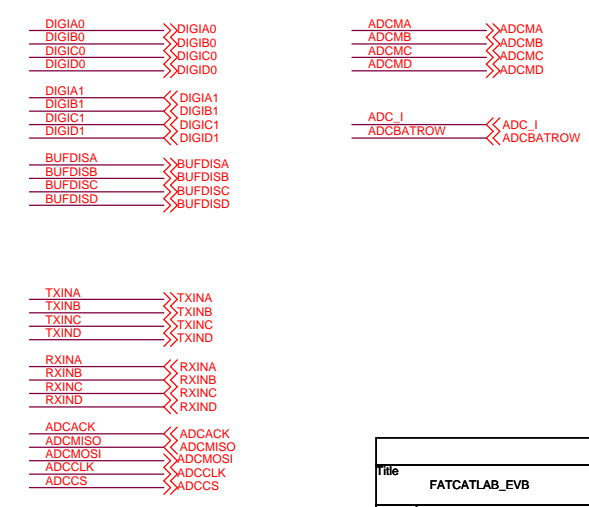 DIGIA0 DIGIA0
DIGIB0 DIGIB0
DIGIC0 DIGIC0
DIGID0 DIGID0
DIGIA1 DIGIA1
DIGIB1 DIGIB1
DIGIC1 DIGIC1
DIGID1 DIGID1
BUFDISA BUFDISA
BUFDISB BUFDISB
BUFDISC BUFDISC
BUFDISD BUFDISD
TXINA TXINA
TXINB TXINB
TXINC TXINC
TXIND TXIND
RXINA RXINA
RXINB RXINB
RXINC RXINC
RXIND RXIND
ADCACK ADCACK
ADCMISO ADCMISO
ADCMOSI ADCMOSI
ADCCLK ADCCLK
ADCCS ADCCS
ADCMA ADCMA
ADCMB ADCMB
ADCMC ADCMC
ADCMD ADCMD
ADC_I ADC_I
ADCBATROW ADCBATROW
Title
FATCATLAB_EVB